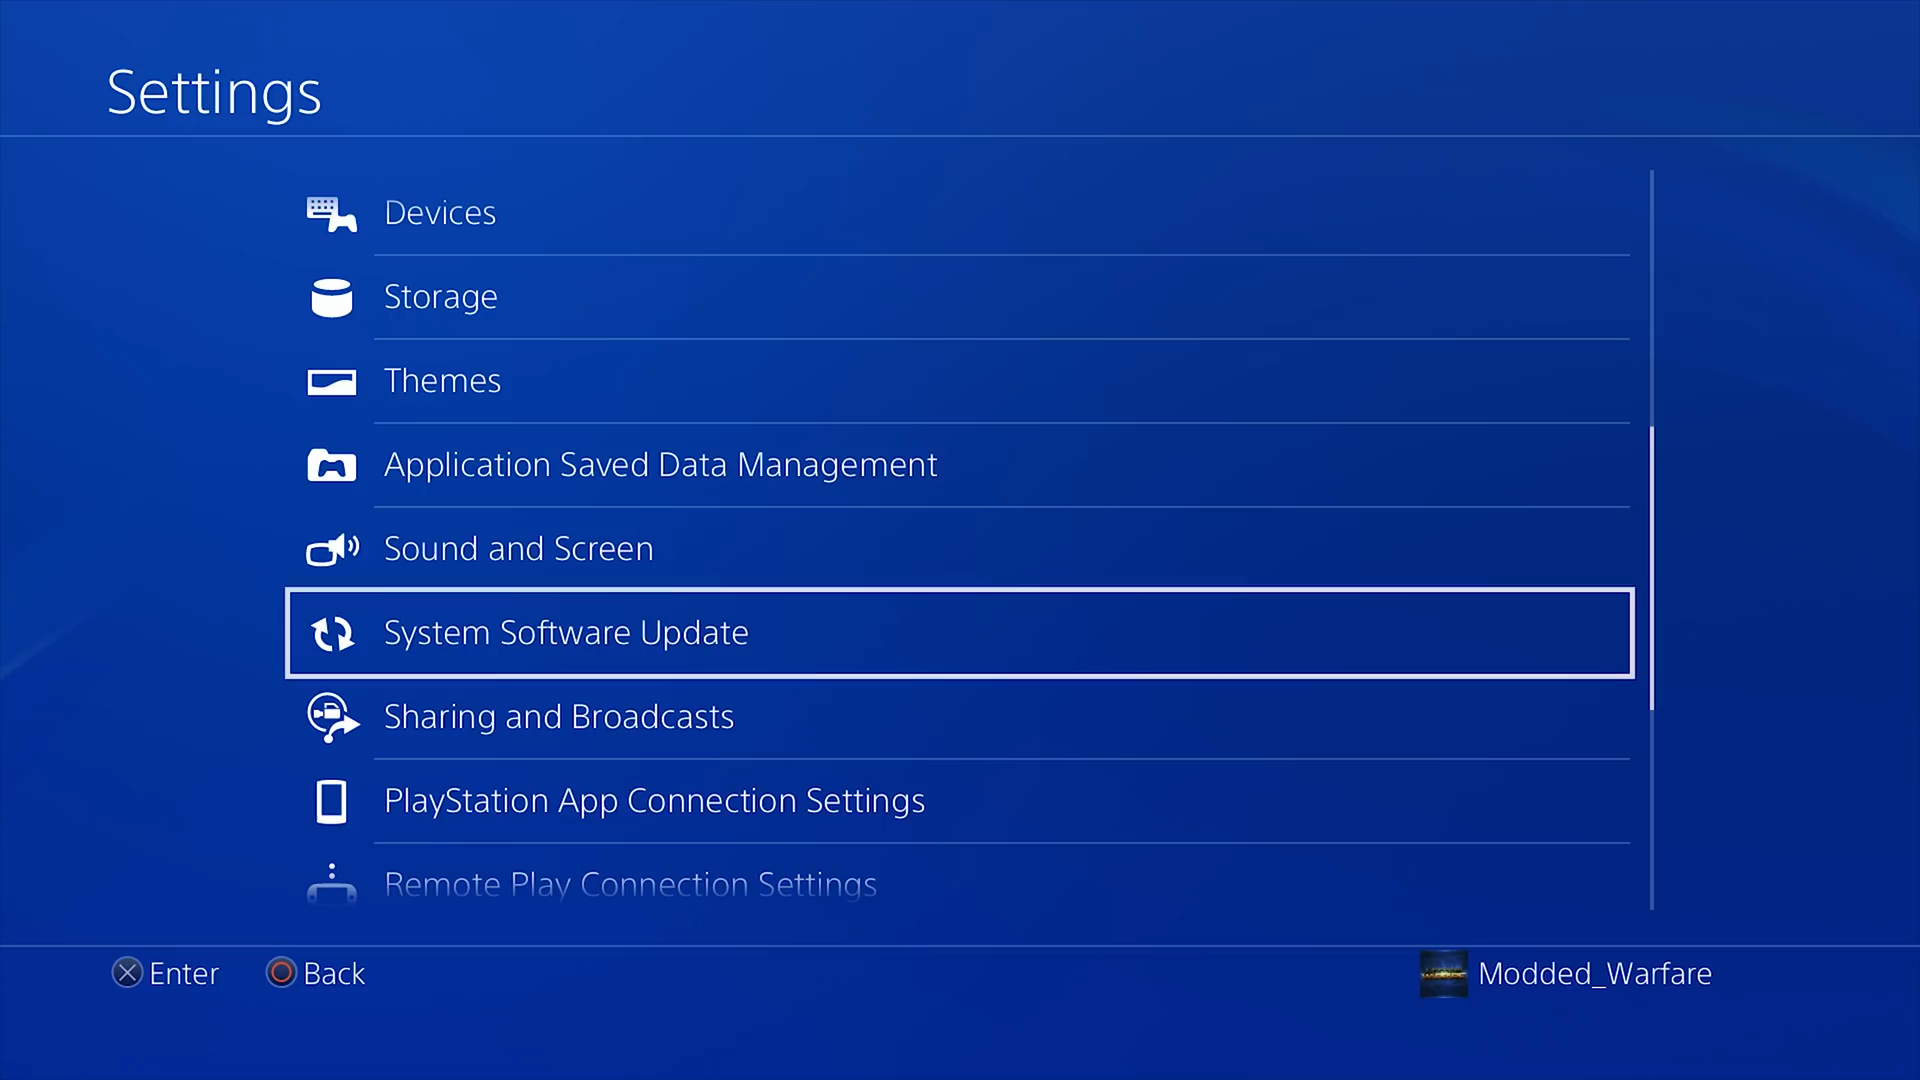 Settings
Devices
Storage
Themes
Application Saved Data Management
Sound and Screen
System Software Update
Sharing and Broadcasts
PlayStation App Connection Settings
Remote Play Connection Settings
Enter Back Modded_Warfare